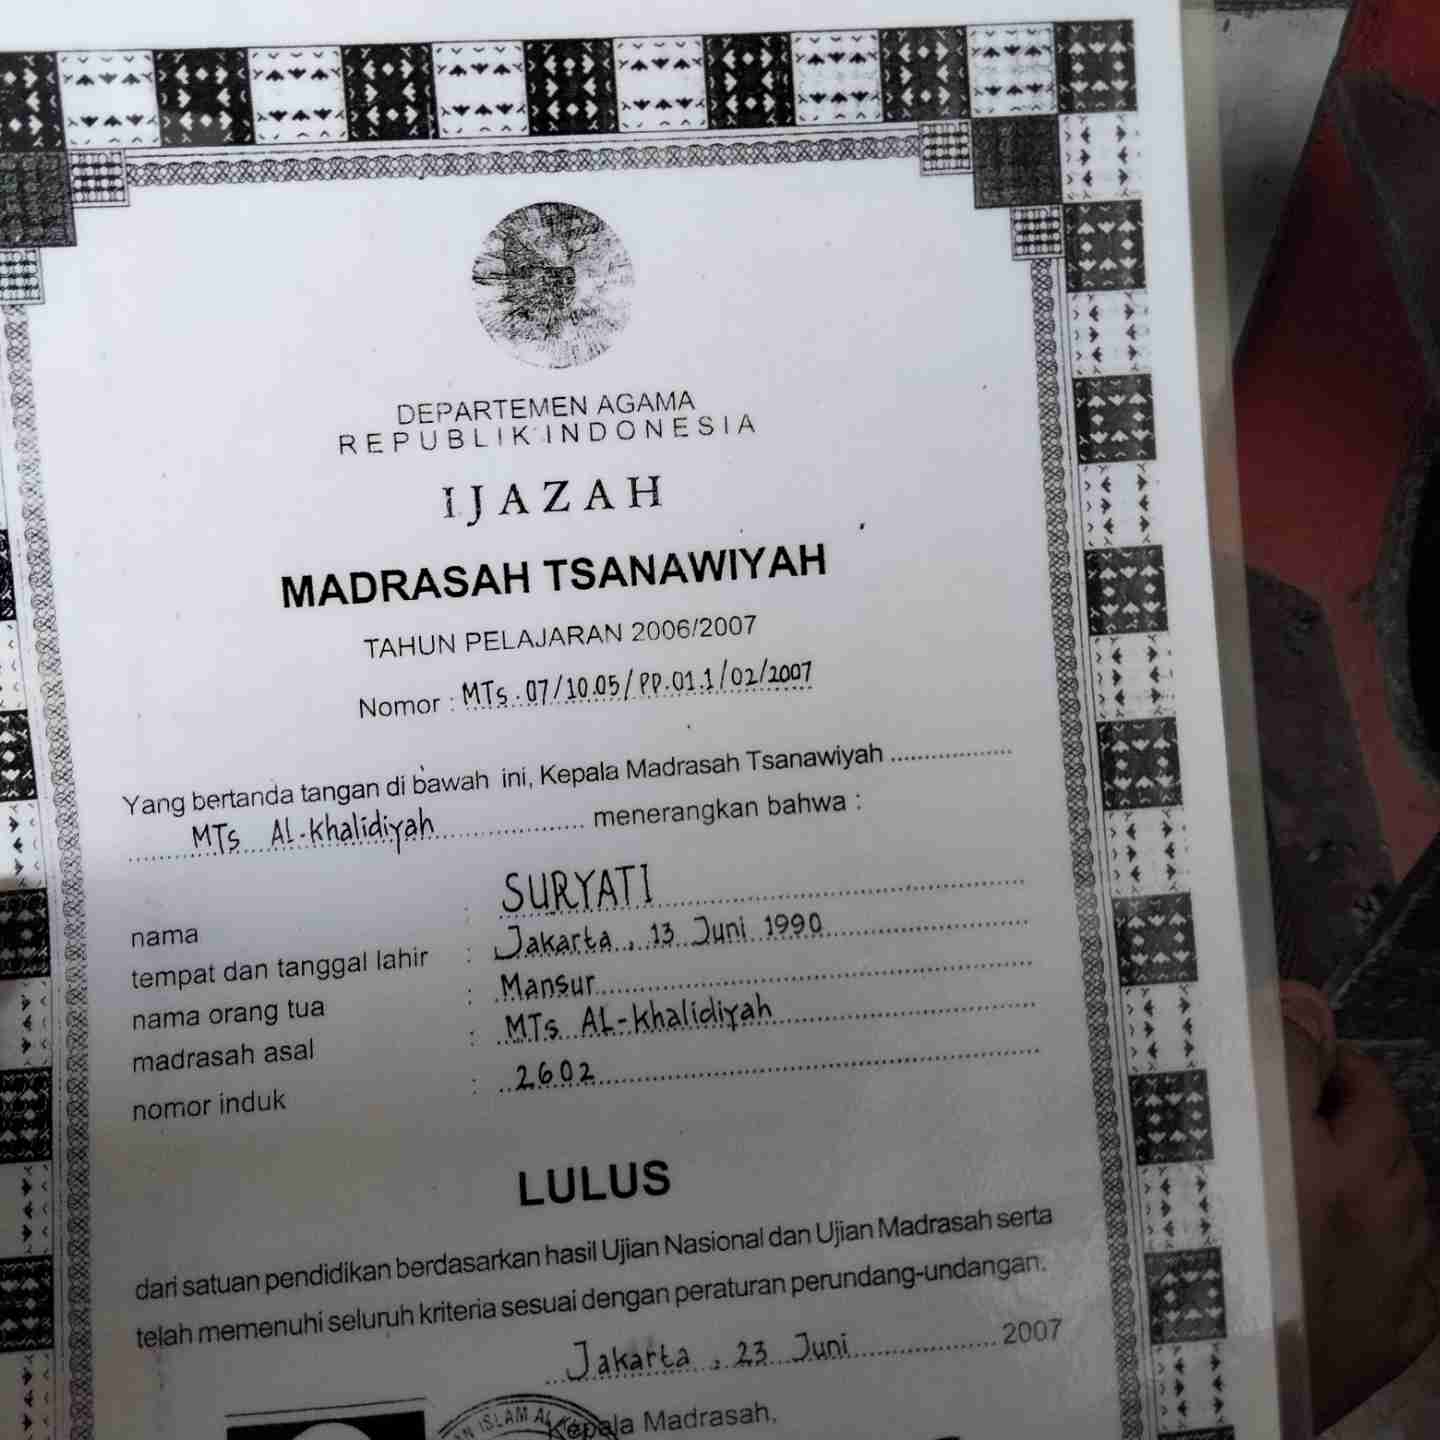 DEPARTEMEN AGAMA
REPUBLIK INDONESIA
IJAZAH
MADRASAH TSANAWIYAH
TAHUN PELAJARAN 2006/2007
Nomor : MTs.07/10.05/PP.01.1/02/2007
Yang bertanda tangan di bawah ini, Kepala Madrasah Tsanawiyah ..................
MTs AL-Khalidiyah ..................... menerangkan bahwa :
nama : SURYATI
tempat dan tanggal lahir : Jakarta, 13 Juni 1990
nama orang tua : Mansur
madrasah asal : MTs AL-Khalidiyah
nomor induk : 2602
LULUS
dari satuan pendidikan berdasarkan hasil Ujian Nasional dan Ujian Madrasah serta
telah memenuhi seluruh kriteria sesuai dengan peraturan perundang-undangan.
Jakarta, 23 Juni ..................... 2007
Kepala Madrasah,
ISLAM AL